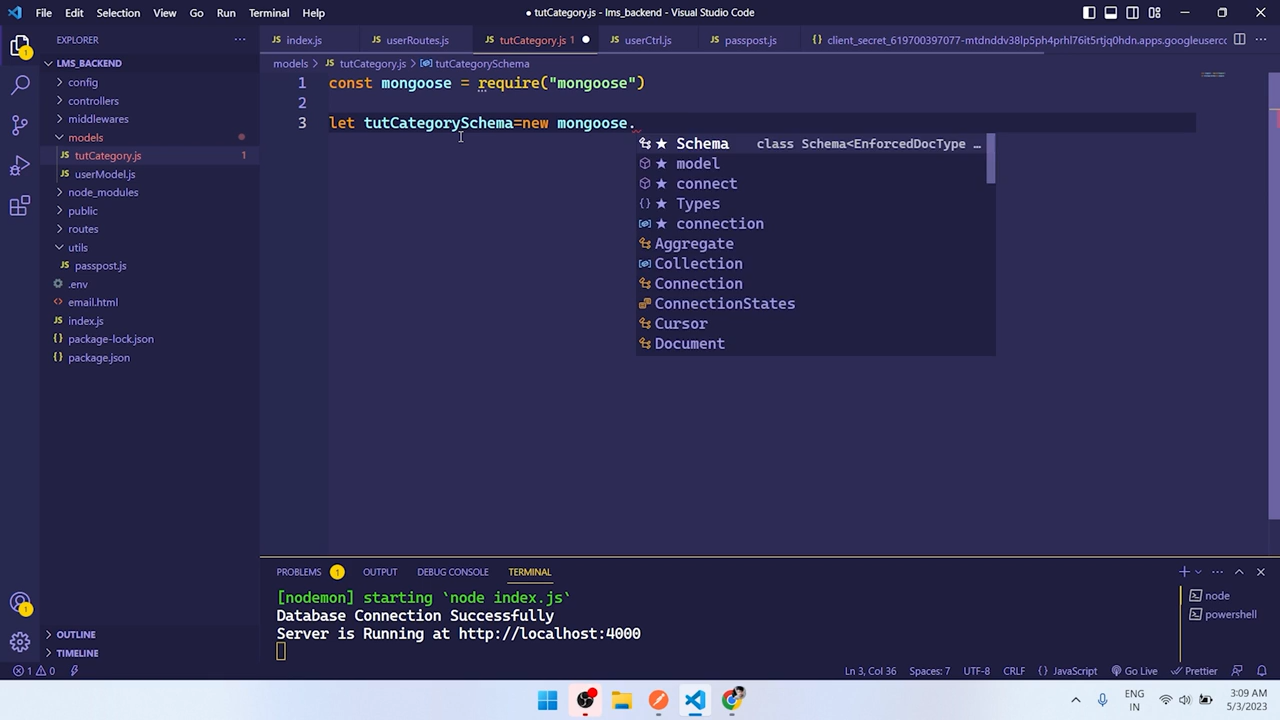 File Edit Selection View Go Run Terminal Help
● tutCategory.js - lms_backend - Visual Studio Code
EXPLORER
index.js
userRoutes.js
tutCategory.js 1
userCtrl.js
passpost.js
client_secret_619700397077-mtdnddv38lp5ph4prhl76it5rtjq0hdn.apps.googleuserco
LMS_BACKEND
config
controllers
middlewares
models
tutCategory.js 1
userModel.js
node_modules
public
routes
utils
passpost.js
.env
email.html
index.js
package-lock.json
package.json
OUTLINE
TIMELINE
models > tutCategory.js > tutCategorySchema
1 const mongoose = require("mongoose")
2
3 let tutCategorySchema=new mongoose.
Schema class Schema<EnforcedDocType …
model
connect
Types
connection
Aggregate
Collection
Connection
ConnectionStates
Cursor
Document
PROBLEMS 1 OUTPUT DEBUG CONSOLE TERMINAL
[nodemon] starting `node index.js`
Database Connection Successfully
Server is Running at http://localhost:4000
node
powershell
1 0
Ln 3, Col 36 Spaces: 7 UTF-8 CRLF {} JavaScript Go Live Prettier
ENG
IN
3:09 AM
5/3/2023